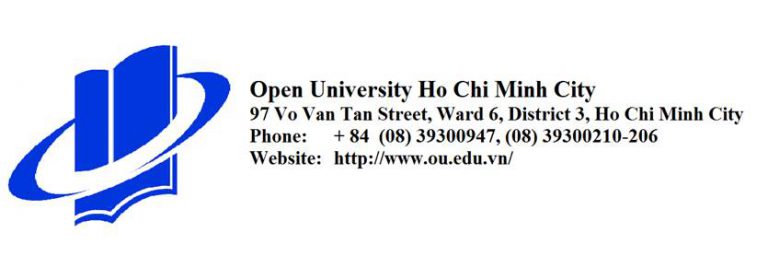 Open University Ho Chi Minh City
97 Vo Van Tan Street, Ward 6, District 3, Ho Chi Minh City
Phone: + 84 (08) 39300947, (08) 39300210-206
Website: http://www.ou.edu.vn/